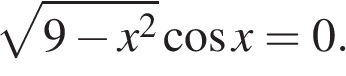 √(9 − x²) cos x = 0.